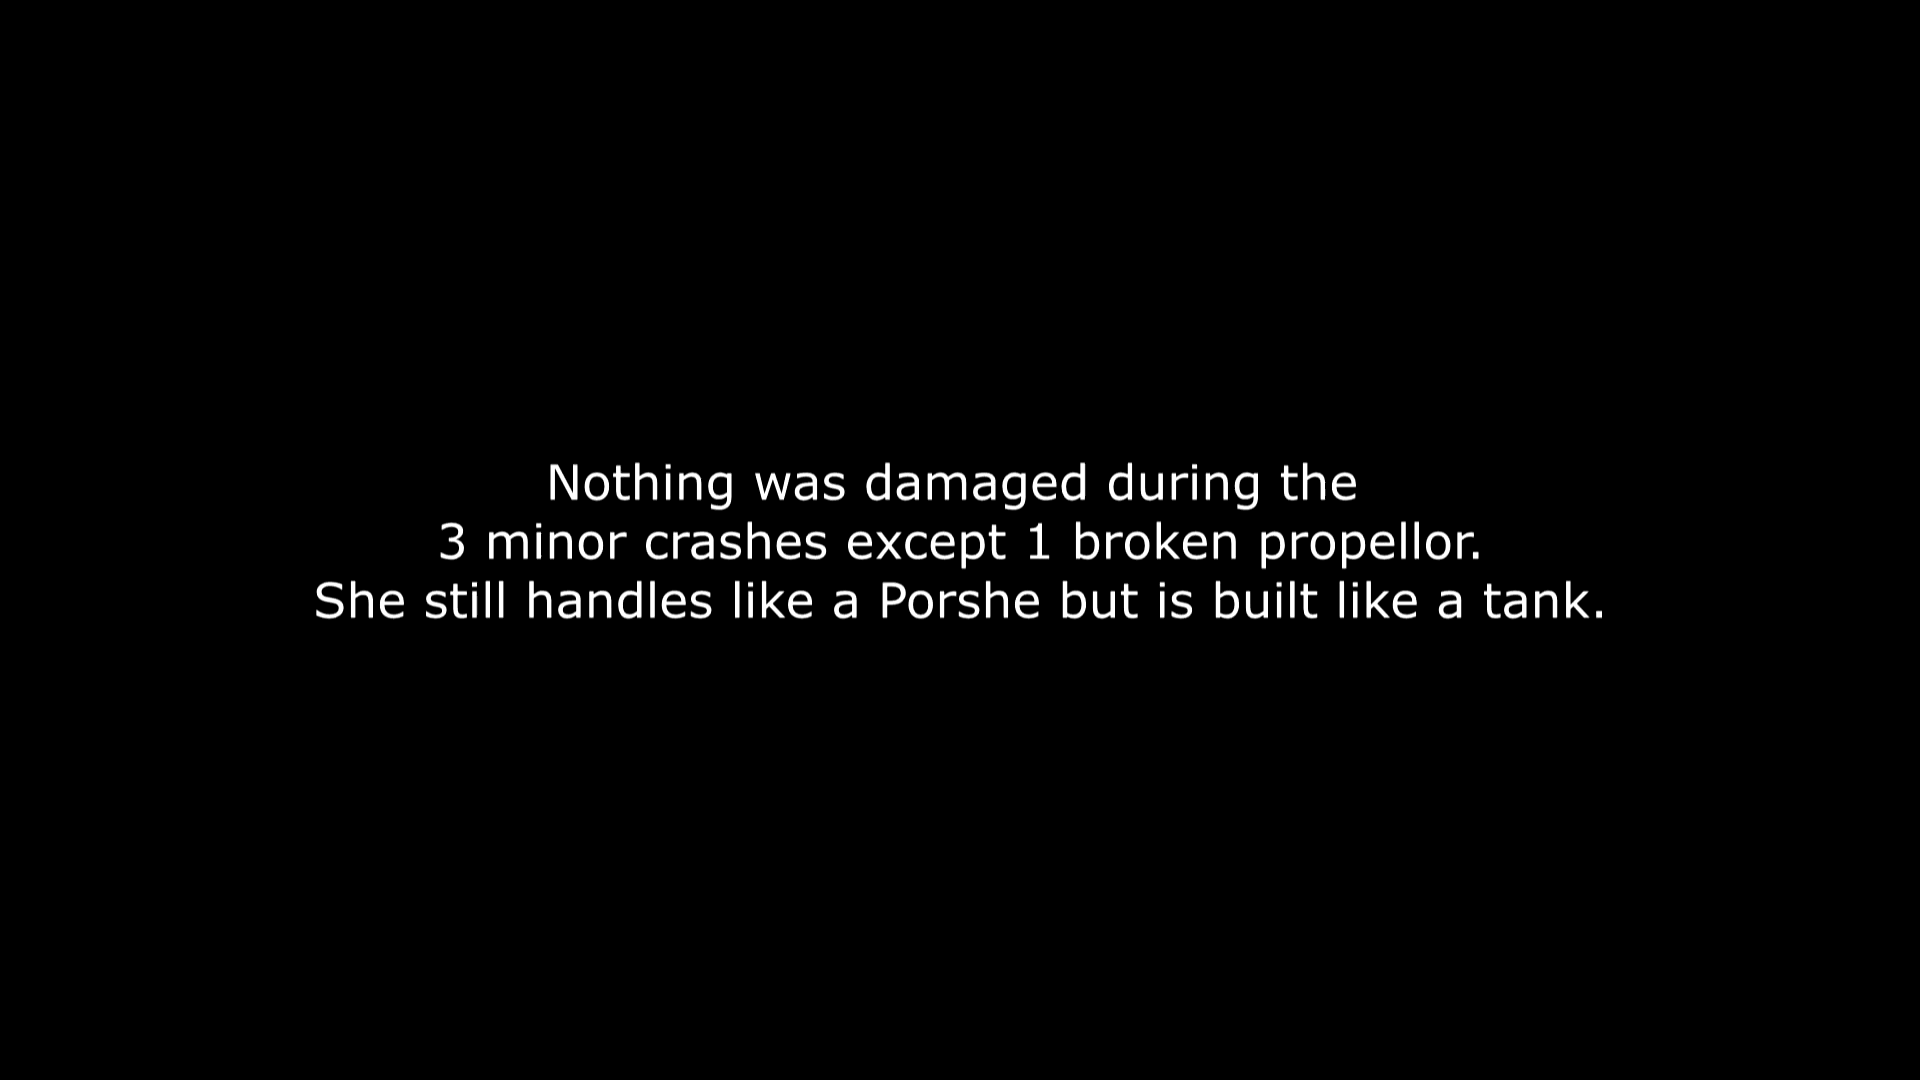 Nothing was damaged during the
3 minor crashes except 1 broken propellor.
She still handles like a Porshe but is built like a tank.